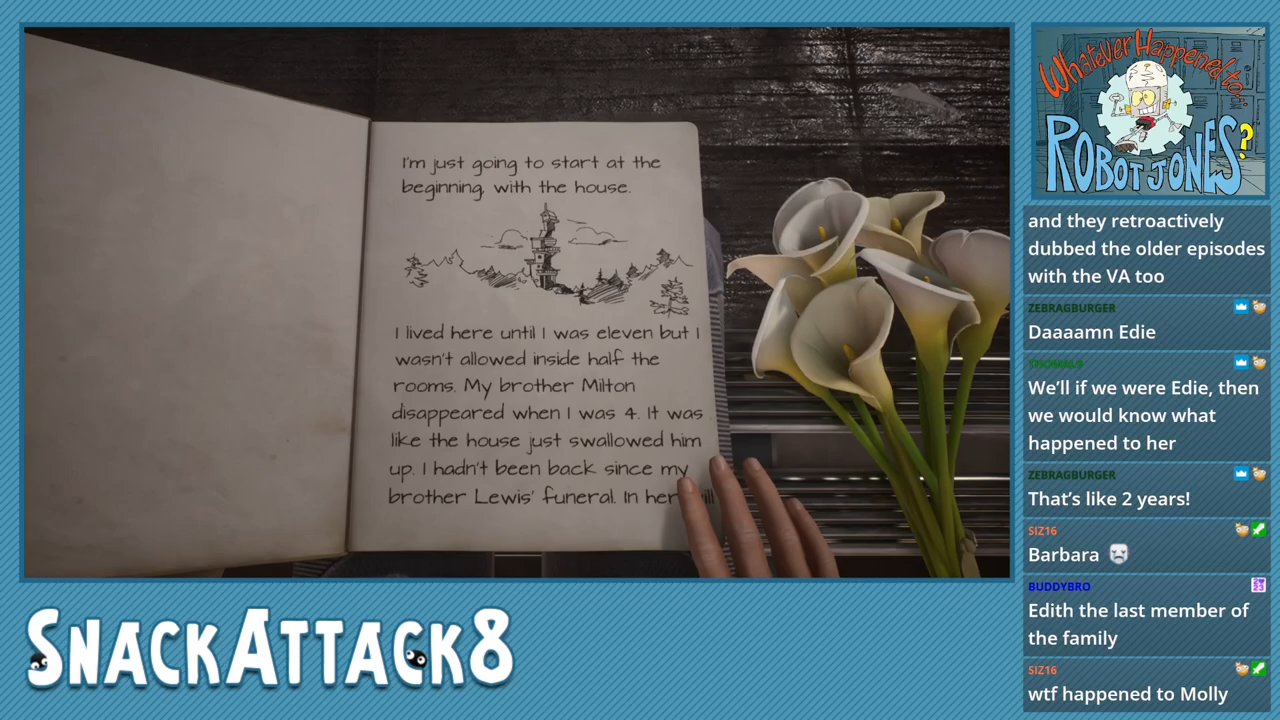 I'm just going to start at the
beginning, with the house.
I lived here until I was eleven but I
wasn't allowed inside half the
rooms. My brother Milton
disappeared when I was 4. It was
like the house just swallowed him
up. I hadn't been back since my
brother Lewis' funeral. In her
SNACKATTACK8
Whatever Happened to...
ROBOT JONES?
and they retroactively
dubbed the older episodes
with the VA too
ZEBRAGBURGER
Daaaamn Edie
We'll if we were Edie, then
we would know what
happened to her
ZEBRAGBURGER
That's like 2 years!
SIZ16
Barbara
BUDDYBRO
Edith the last member of
the family
SIZ16
wtf happened to Molly